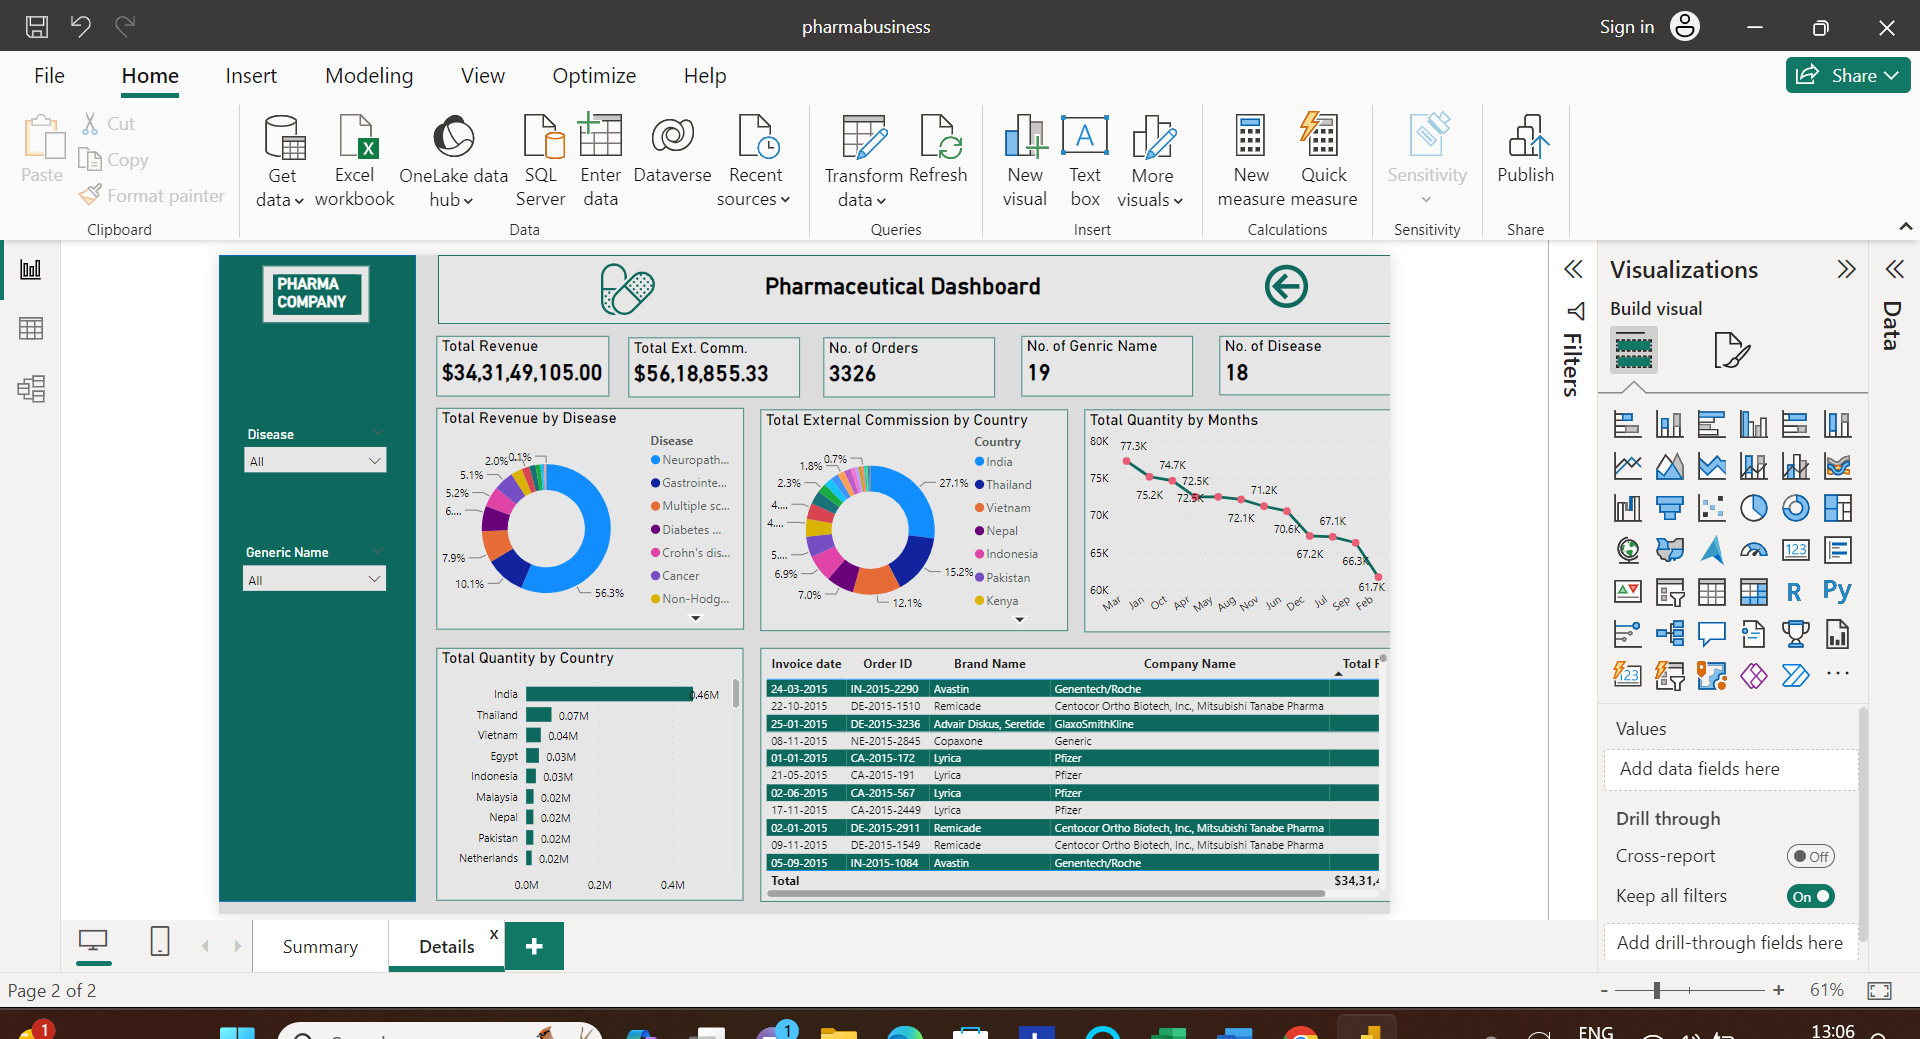 pharmabusiness
Sign in
File Home Insert Modeling View Optimize Help
Share
Paste
Cut
Copy
Format painter
Clipboard
Get data
Excel workbook
OneLake data hub
SQL Server
Enter data
Dataverse
Recent sources
Data
Transform data
Refresh
Queries
New visual
Text box
More visuals
Insert
New measure
Quick measure
Calculations
Sensitivity
Sensitivity
Publish
Share
PHARMA
COMPANY
Disease
All
Generic Name
All
Pharmaceutical Dashboard
Total Revenue
$34,31,49,105.00
Total Ext. Comm.
$56,18,855.33
No. of Orders
3326
No. of Genric Name
19
No. of Disease
18
Total Revenue by Disease
0.1%
2.0%
5.1%
5.2%
6....
7.9%
10.1%
56.3%
Disease
Neuropath...
Gastrointe...
Multiple sc...
Diabetes ...
Crohn's dis...
Cancer
Non-Hodg...
Total External Commission by Country
0.7%
1.8%
2.3%
4....
4....
5....
6.9%
7.0%
12.1%
15.2%
27.1%
Country
India
Thailand
Vietnam
Nepal
Indonesia
Pakistan
Kenya
Total Quantity by Months
80K
75K
70K
65K
60K
77.3K
75.2K
74.7K
72.5K
72.5K
72.1K
71.2K
70.6K
67.2K
67.1K
66.3K
61.7K
Mar Jan Oct Apr May Aug Nov Jun Dec Jul Sep Feb
Total Quantity by Country
India 0.46M
Thailand 0.07M
Vietnam 0.04M
Egypt 0.03M
Indonesia 0.03M
Malaysia 0.02M
Nepal 0.02M
Pakistan 0.02M
Netherlands 0.02M
0.0M 0.2M 0.4M
Invoice date Order ID Brand Name Company Name Total
24-03-2015 IN-2015-2290 Avastin Genentech/Roche
22-10-2015 DE-2015-1510 Remicade Centocor Ortho Biotech, Inc., Mitsubishi Tanabe Pharma
25-01-2015 DE-2015-3236 Advair Diskus, Seretide GlaxoSmithKline
08-11-2015 NE-2015-2845 Copaxone Generic
01-01-2015 CA-2015-172 Lyrica Pfizer
21-05-2015 CA-2015-191 Lyrica Pfizer
02-06-2015 CA-2015-567 Lyrica Pfizer
17-11-2015 CA-2015-2449 Lyrica Pfizer
02-01-2015 DE-2015-2911 Remicade Centocor Ortho Biotech, Inc., Mitsubishi Tanabe Pharma
09-11-2015 DE-2015-1549 Remicade Centocor Ortho Biotech, Inc., Mitsubishi Tanabe Pharma
05-09-2015 IN-2015-1084 Avastin Genentech/Roche
Total $34,31,4
Filters
Visualizations
Build visual
123
R
Py
123
Values
Add data fields here
Drill through
Cross-report
Off
Keep all filters
On
Add drill-through fields here
Data
Summary
Details x
+
Page 2 of 2
- + 61%
1
1
ENG
13:06